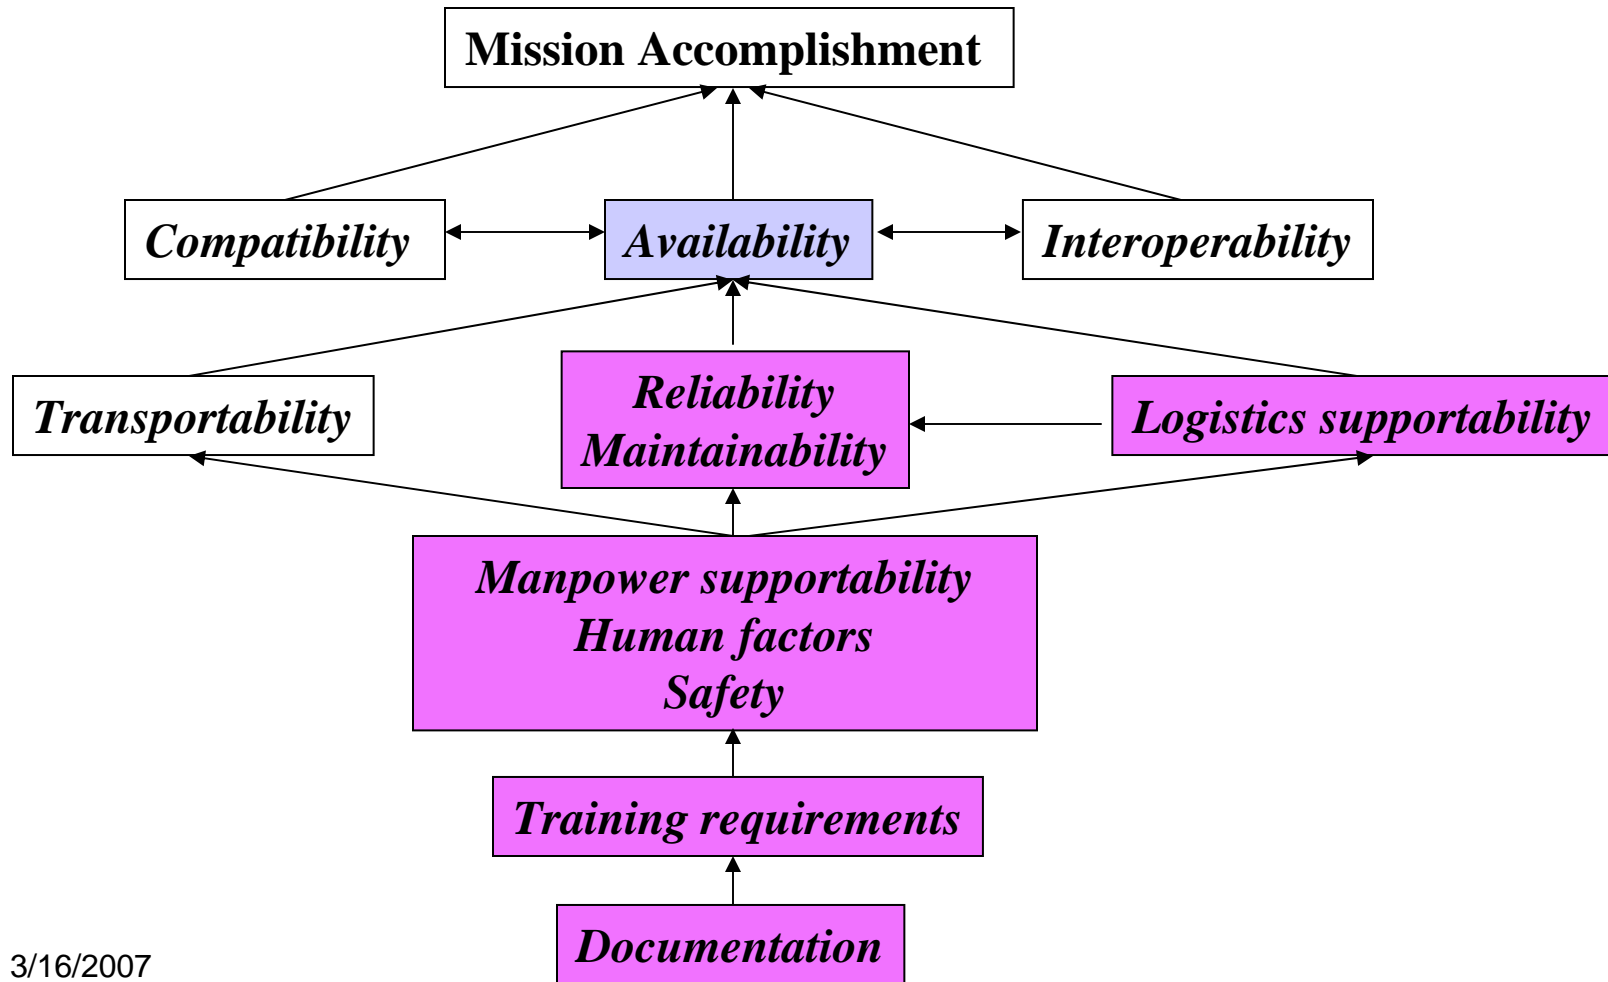 Mission Accomplishment
Compatibility
Availability
Interoperability
Transportability
Reliability
Maintainability
Logistics supportability
Manpower supportability
Human factors
Safety
Training requirements
Documentation
3/16/2007